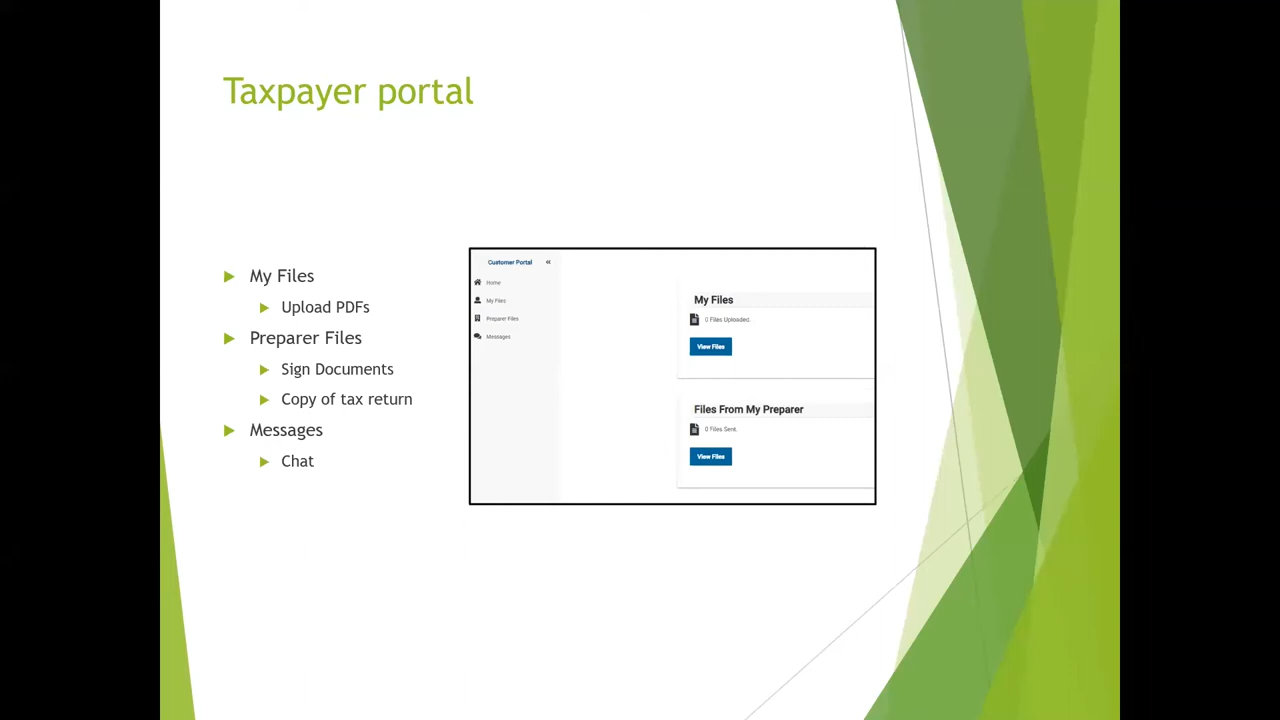 Taxpayer portal
My Files
Upload PDFs
Preparer Files
Sign Documents
Copy of tax return
Messages
Chat
Customer Portal «
Home
My Files
Preparer Files
Messages
My Files
0 Files Uploaded.
View Files
Files From My Preparer
0 Files Sent.
View Files